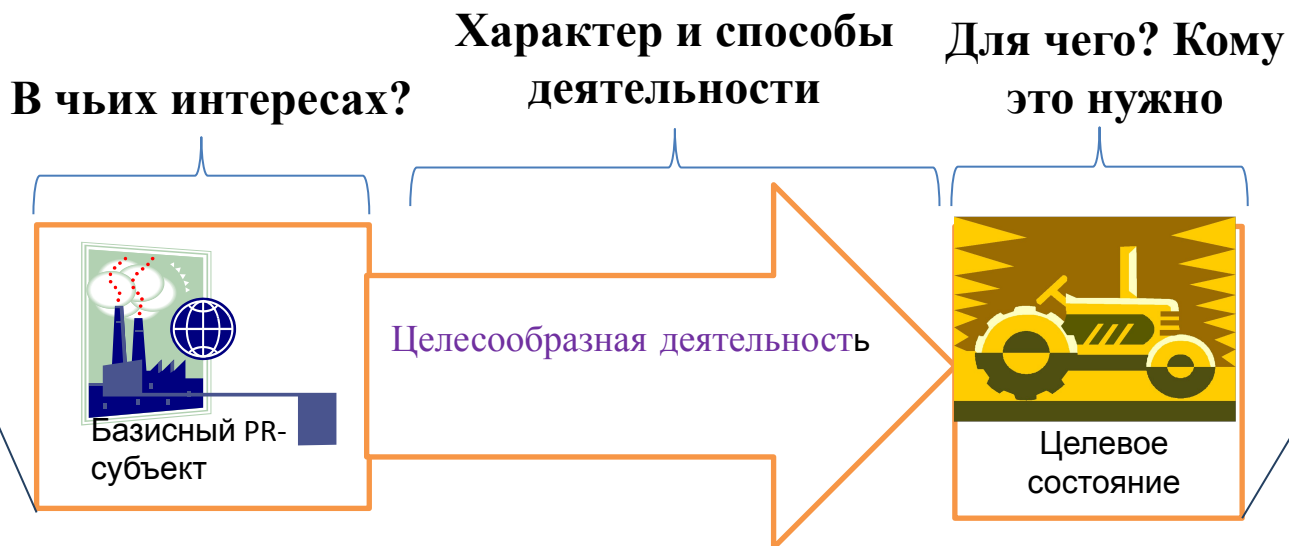 В чьих интересах?
Характер и способы
деятельности
Для чего? Кому
это нужно
Базисный PR-
субъект
Целесообразная деятельность
Целевое
состояние